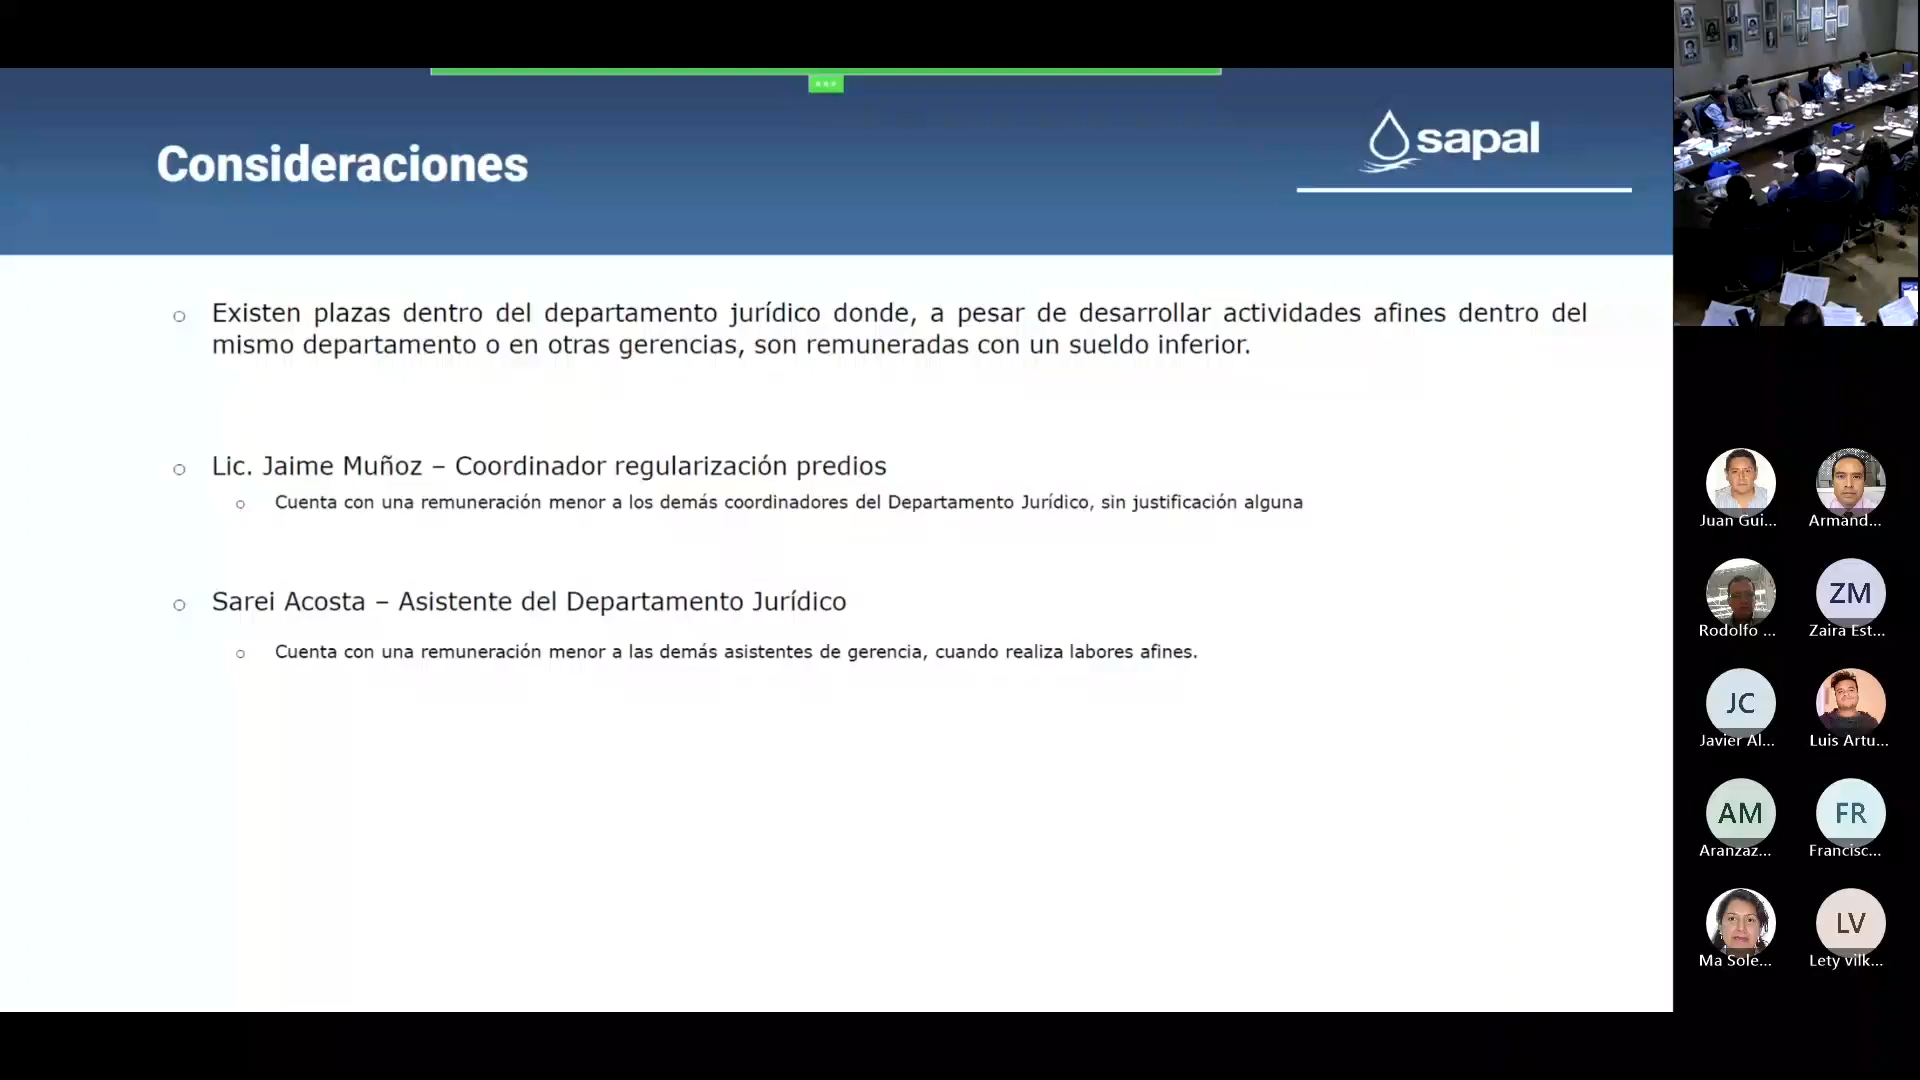 Consideraciones
sapal
Existen plazas dentro del departamento jurídico donde, a pesar de desarrollar actividades afines dentro del
mismo departamento o en otras gerencias, son remuneradas con un sueldo inferior.
Lic. Jaime Muñoz – Coordinador regularización predios
Cuenta con una remuneración menor a los demás coordinadores del Departamento Jurídico, sin justificación alguna
Sarei Acosta – Asistente del Departamento Jurídico
Cuenta con una remuneración menor a las demás asistentes de gerencia, cuando realiza labores afines.
Juan Gui...
Armand...
Rodolfo ...
ZM
Zaira Est...
JC
Javier Al...
Luis Artu...
AM
Aranzaz...
FR
Francisc...
Ma Sole...
LV
Lety vilk...